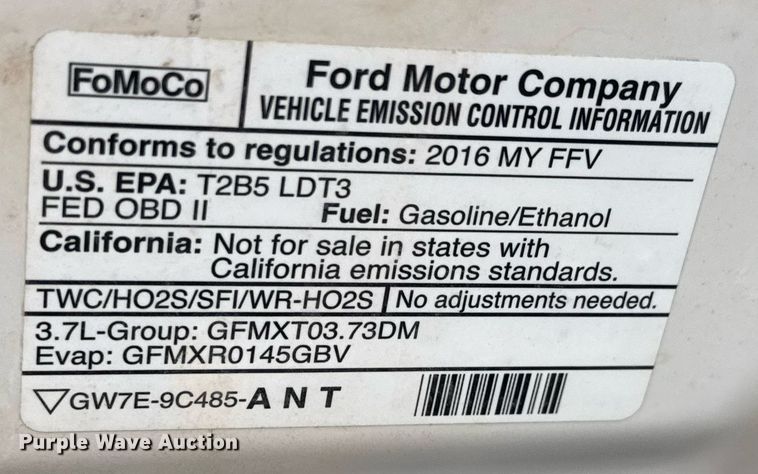 FoMoCo
Ford Motor Company
VEHICLE EMISSION CONTROL INFORMATION
Conforms to regulations: 2016 MY FFV
U.S. EPA: T2B5 LDT3
FED OBD II Fuel: Gasoline/Ethanol
California: Not for sale in states with
California emissions standards.
TWC/HO2S/SFI/WR-HO2S No adjustments needed.
3.7L-Group: GFMXT03.73DM
Evap: GFMXR0145GBV
GW7E-9C485-A N T
Purple Wave Auction